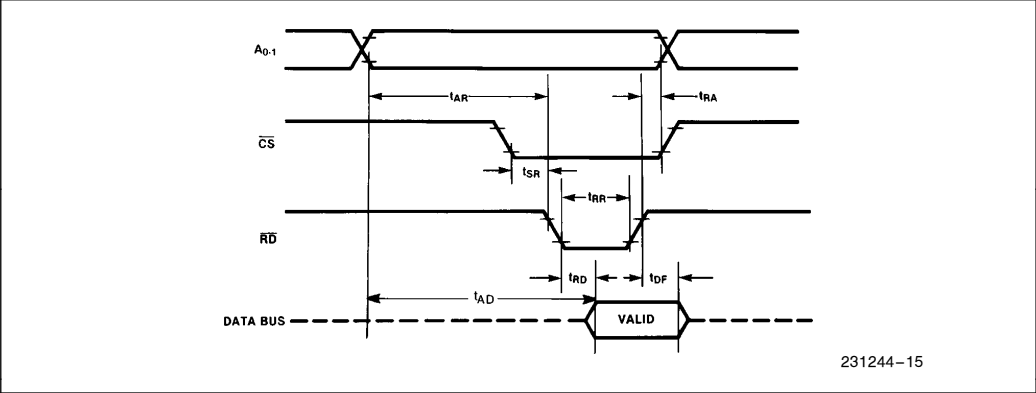 A0-1
tAR
tRA
CS
tSR
tRR
RD
tRD
tDF
tAD
DATA BUS
VALID
231244–15